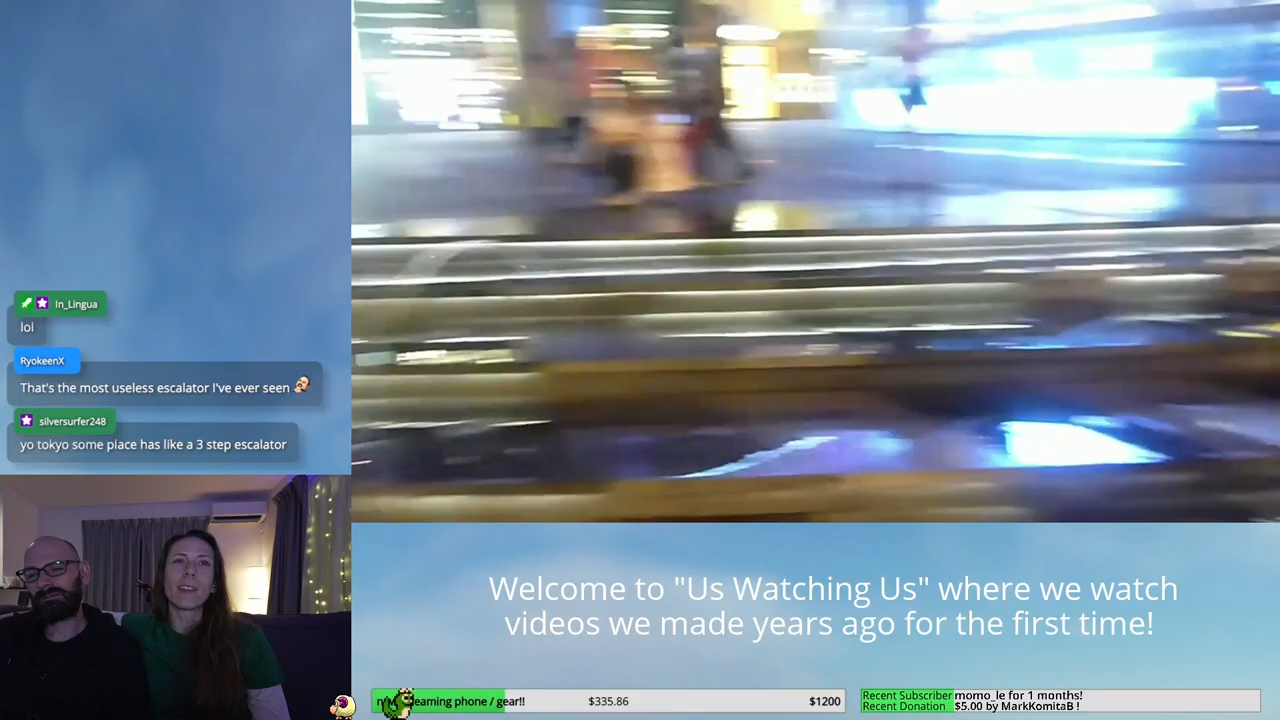 In_Lingua
lol
RyokeenX
That's the most useless escalator I've ever seen
silversurfer248
yo tokyo some place has like a 3 step escalator
Welcome to "Us Watching Us" where we watch
videos we made years ago for the first time!
eaming phone / gear!! $335.86 $1200
Recent Subscriber momo_le for 1 months!
Recent Donation $5.00 by MarkKomitaB !